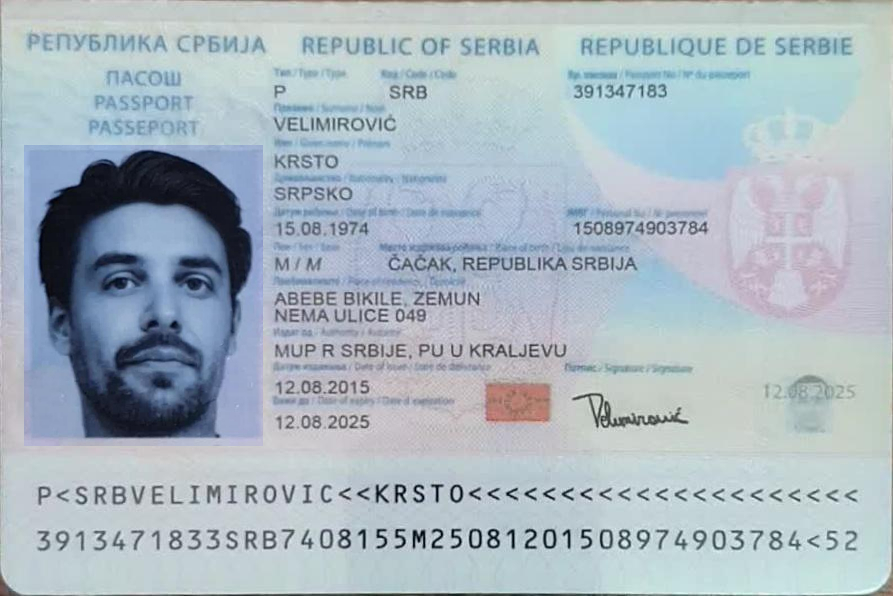 РЕПУБЛИКА СРБИЈА REPUBLIC OF SERBIA REPUBLIQUE DE SERBIE
ПАСОШ
PASSPORT
PASSEPORT
Тип / Type / Type Код / Code / Code Бр. пасоша / Passport No / Nº du passeport
P SRB 391347183
Презиме / Surname / Nom
VELIMIROVIĆ
Име / Given name / Prénom
KRSTO
Држављанство / Nationality / Nationalité
SRPSKO
Датум рођења / Date of birth / Date de naissance ЈМБГ / Personal No / Nº personnel
15.08.1974 1508974903784
Пол / Sex / Sexe Место рођења / Place of birth / Lieu de naissance
M / M ČAČAK, REPUBLIKA SRBIJA
Пребивалиште / Place of residence / Domicile
ABEBE BIKILE, ZEMUN
NEMA ULICE 049
Издат од / Authority / Autorité
MUP R SRBIJE, PU U KRALJEVU
Датум издавања / Date of issue / Date de délivrance Потпис / Signature / Signature
12.08.2015 Velimirović 12.08.2025
Важи до / Date of expiry / Date d'expiration
12.08.2025
P<SRBVELIMIROVIC<<KRSTO<<<<<<<<<<<<<<<<<<<<<
3913471833SRB7408155M25081201508974903784<52